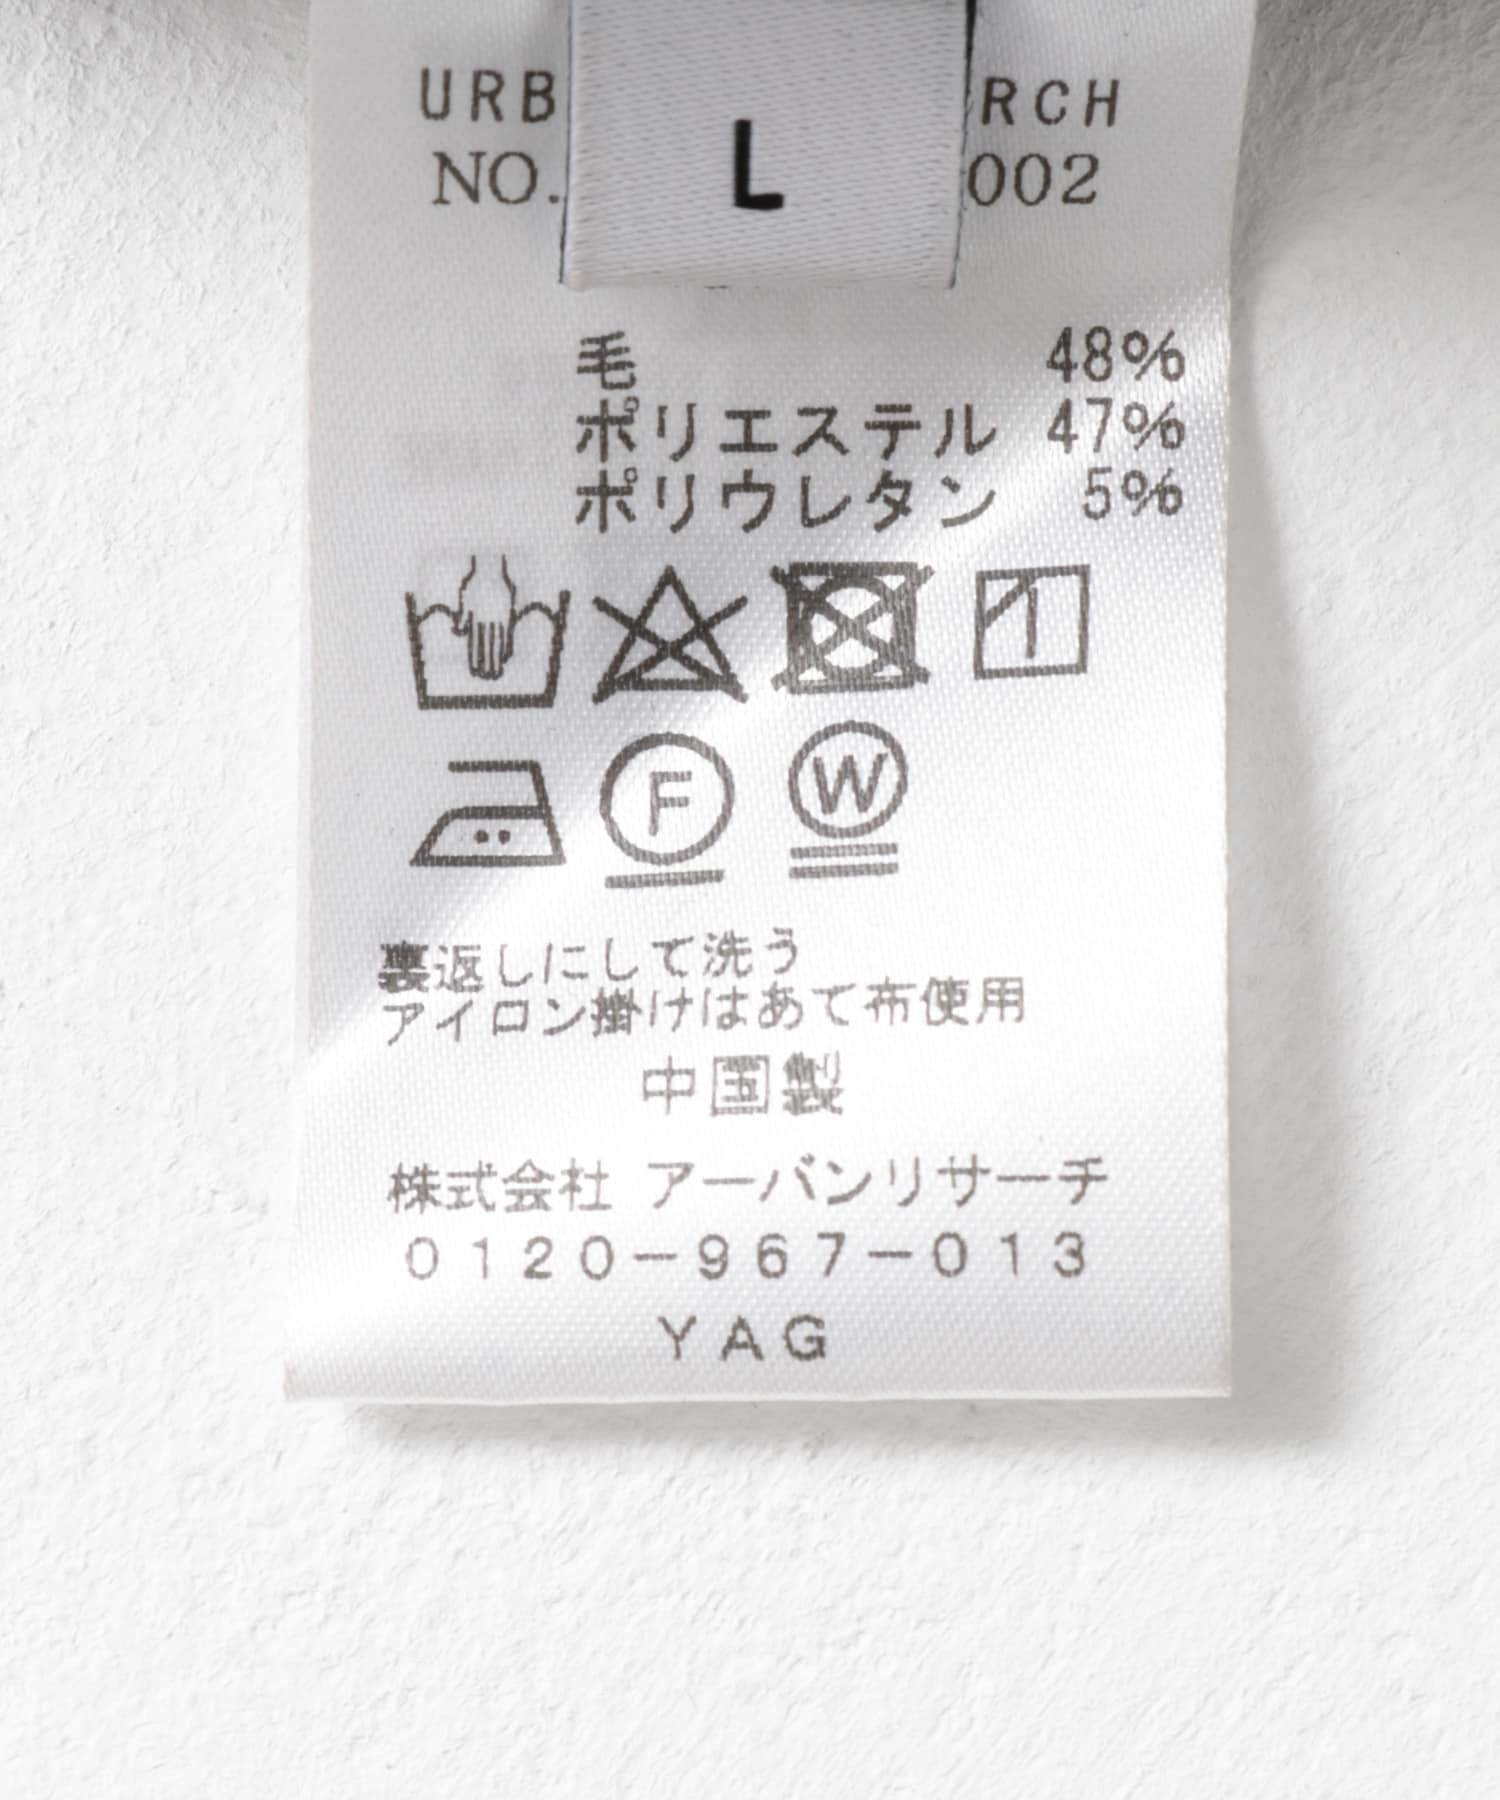 URB RCH
NO. 002
L
毛 48%
ポリエステル 47%
ポリウレタン 5%
F W
裏返しにして洗う
アイロン掛けはあて布使用
中国製
株式会社 アーバンリサーチ
0120-967-013
YAG